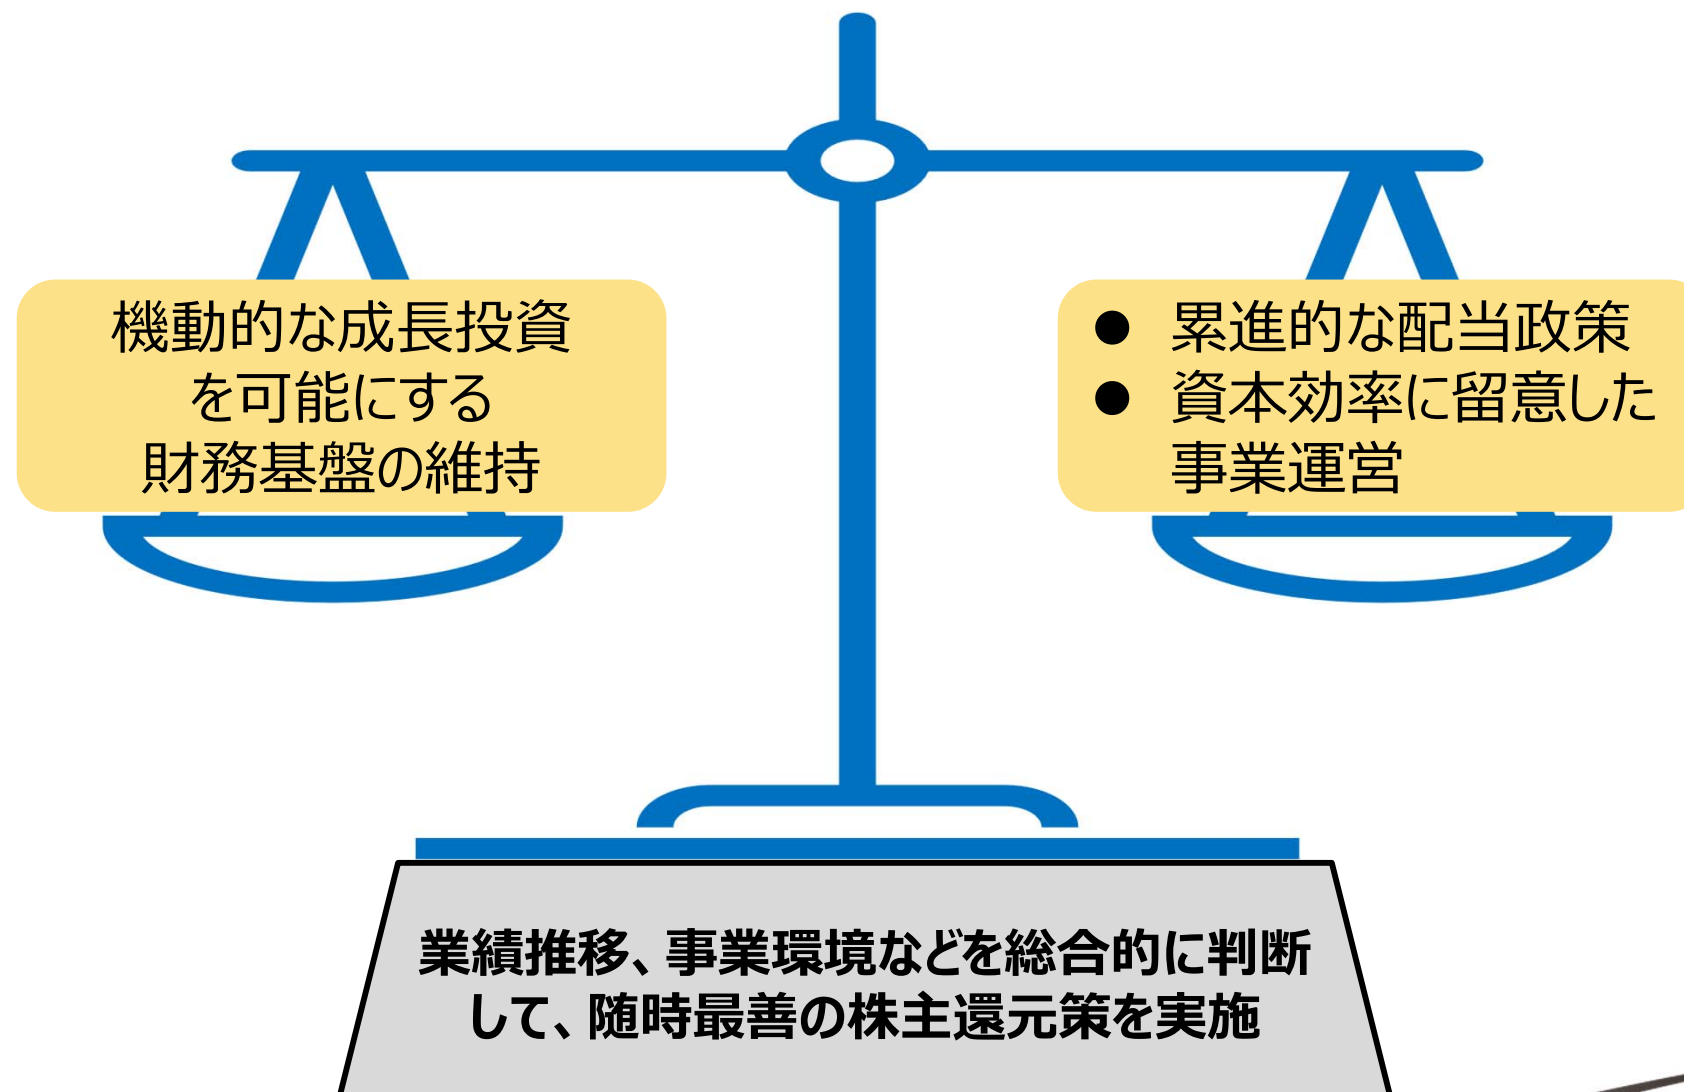 機動的な成長投資
を可能にする
財務基盤の維持
● 累進的な配当政策
● 資本効率に留意した
事業運営
業績推移、事業環境などを総合的に判断
して、随時最善の株主還元策を実施